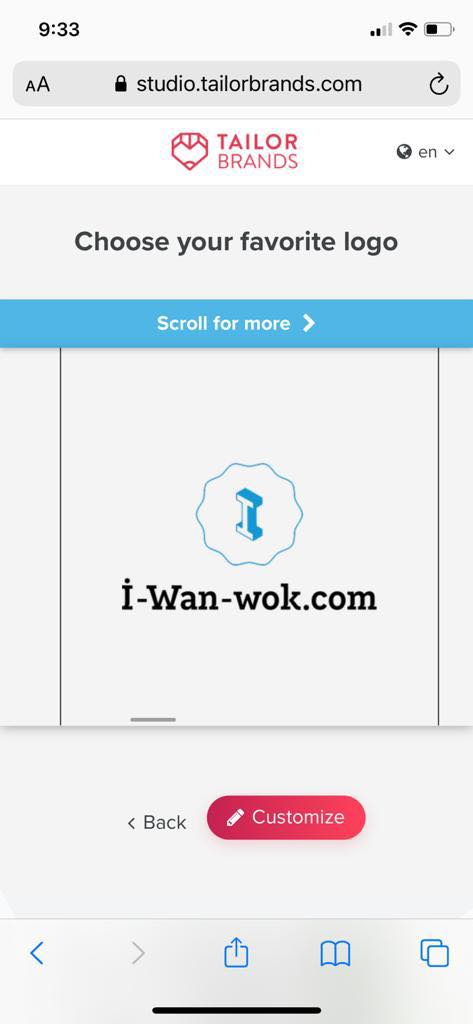 9:33
AA studio.tailorbrands.com
TAILOR
BRANDS
en
Choose your favorite logo
Scroll for more
I
İ-Wan-wok.com
Back
Customize